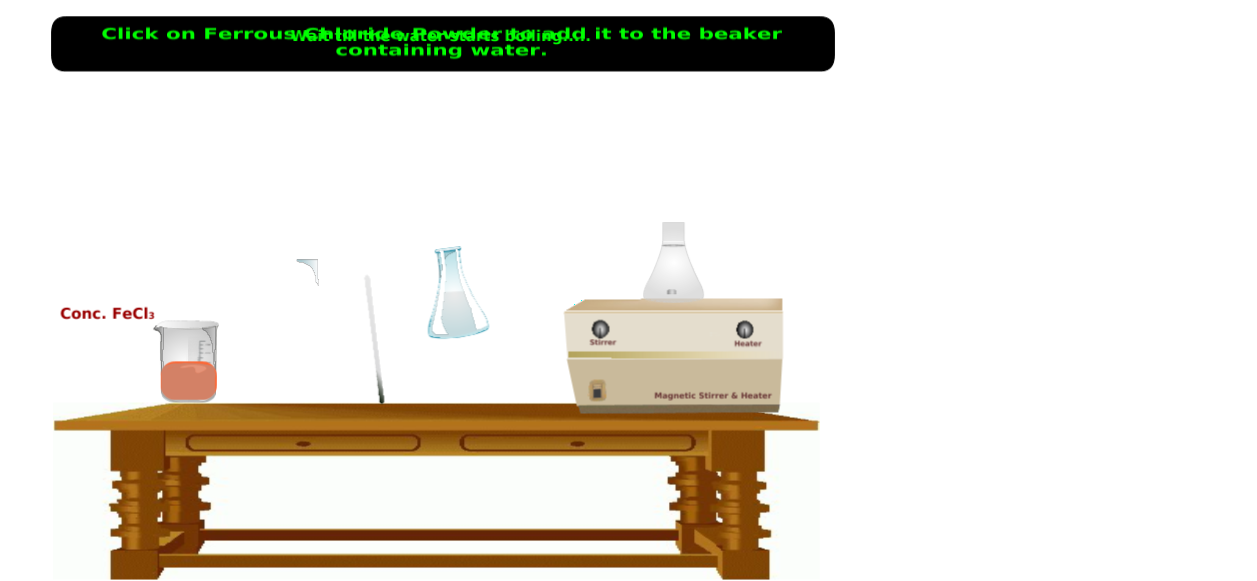 Click on Ferrous Chloride Powder to add it to the beaker
Wait till the water starts boiling.....
containing water.
Conc. FeCl₃
Stirrer
Heater
Magnetic Stirrer & Heater